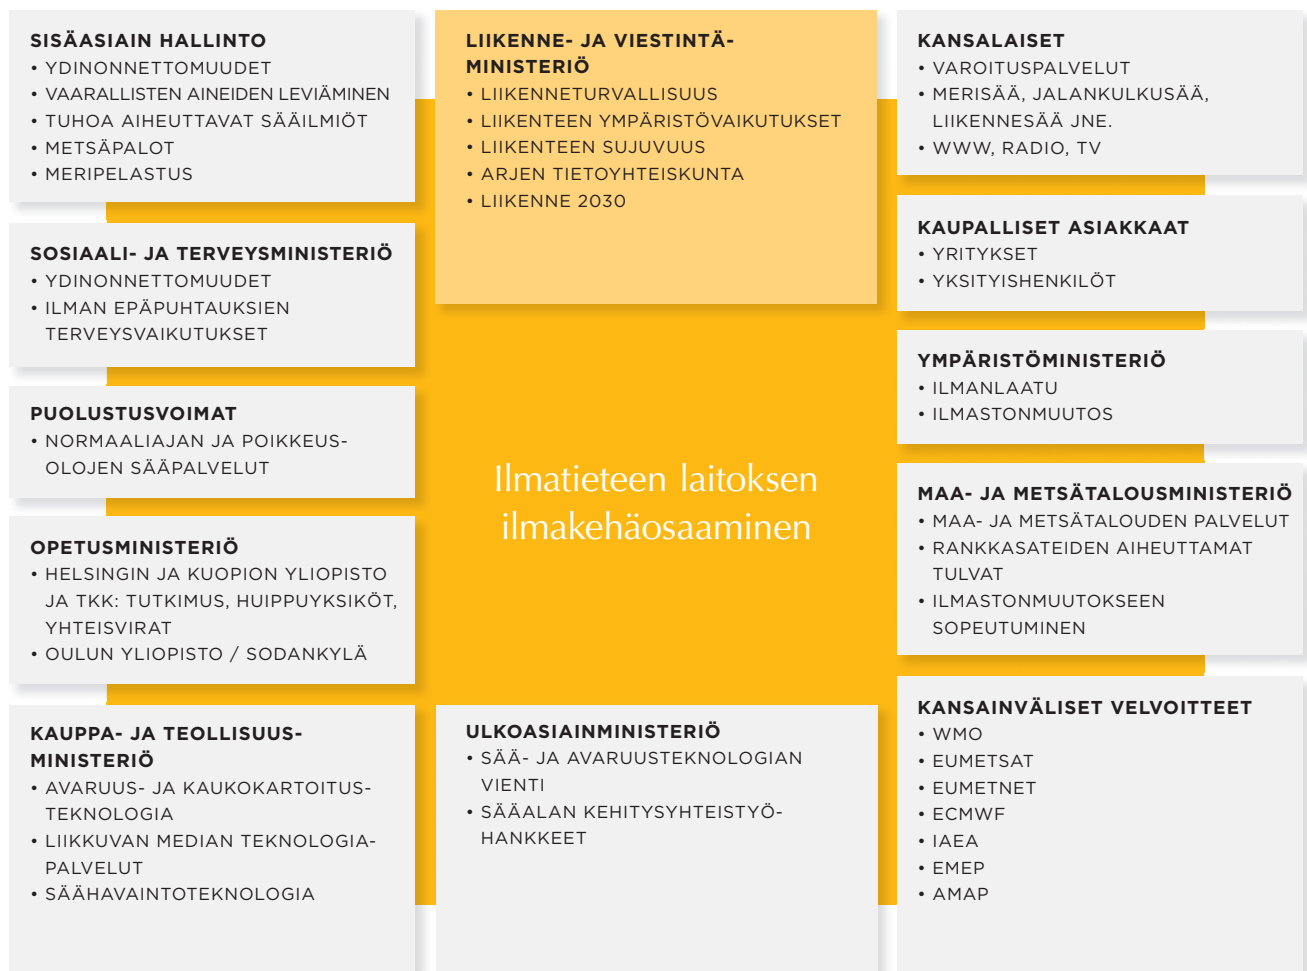 SISÄASIAIN HALLINTO
• YDINONNETTOMUUDET
• VAARALLISTEN AINEIDEN LEVIÄMINEN
• TUHOA AIHEUTTAVAT SÄÄILMIÖT
• METSÄPALOT
• MERIPELASTUS
SOSIAALI- JA TERVEYSMINISTERIÖ
• YDINONNETTOMUUDET
• ILMAN EPÄPUHTAUKSIEN
TERVEYSVAIKUTUKSET
PUOLUSTUSVOIMAT
• NORMAALIAJAN JA POIKKEUS-
OLOJEN SÄÄPALVELUT
OPETUSMINISTERIÖ
• HELSINGIN JA KUOPION YLIOPISTO
JA TKK: TUTKIMUS, HUIPPUYKSIKÖT,
YHTEISVIRAT
• OULUN YLIOPISTO / SODANKYLÄ
KAUPPA- JA TEOLLISUUS-
MINISTERIÖ
• AVARUUS- JA KAUKOKARTOITUS-
TEKNOLOGIA
• LIIKKUVAN MEDIAN TEKNOLOGIA-
PALVELUT
• SÄÄHAVAINTOTEKNOLOGIA
LIIKENNE- JA VIESTINTÄ-
MINISTERIÖ
• LIIKENNETURVALLISUUS
• LIIKENTEEN YMPÄRISTÖVAIKUTUKSET
• LIIKENTEEN SUJUVUUS
• ARJEN TIETOYHTEISKUNTA
• LIIKENNE 2030
Ilmatieteen laitoksen
ilmakehäosaaminen
ULKOASIAINMINISTERIÖ
• SÄÄ- JA AVARUUSTEKNOLOGIAN
VIENTI
• SÄÄALAN KEHITYSYHTEISTYÖ-
HANKKEET
KANSALAISET
• VAROITUSPALVELUT
• MERISÄÄ, JALANKULKUSÄÄ,
LIIKENNESÄÄ JNE.
• WWW, RADIO, TV
KAUPALLISET ASIAKKAAT
• YRITYKSET
• YKSITYISHENKILÖT
YMPÄRISTÖMINISTERIÖ
• ILMANLAATU
• ILMASTONMUUTOS
MAA- JA METSÄTALOUSMINISTERIÖ
• MAA- JA METSÄTALOUDEN PALVELUT
• RANKKASATEIDEN AIHEUTTAMAT
TULVAT
• ILMASTONMUUTOKSEEN
SOPEUTUMINEN
KANSAINVÄLISET VELVOITTEET
• WMO
• EUMETSAT
• EUMETNET
• ECMWF
• IAEA
• EMEP
• AMAP